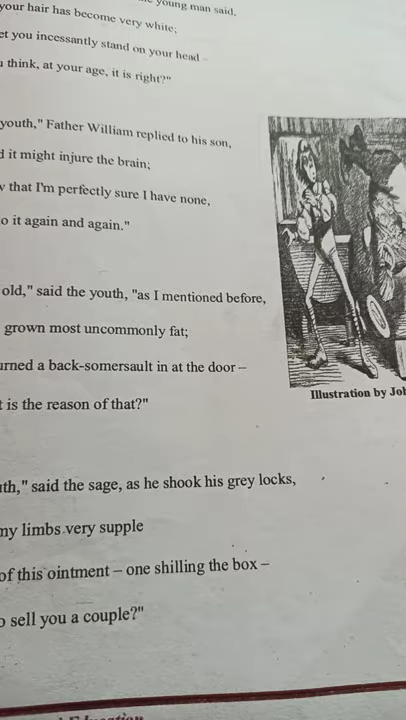 young man said,
your hair has become very white;
et you incessantly stand on your head –
think, at your age, it is right?"
youth," Father William replied to his son,
d it might injure the brain;
w that I'm perfectly sure I have none,
o it again and again."
old," said the youth, "as I mentioned before,
grown most uncommonly fat;
urned a back-somersault in at the door –
t is the reason of that?"
Illustration by Joh
uth," said the sage, as he shook his grey locks,
my limbs very supple
of this ointment – one shilling the box –
o sell you a couple?"